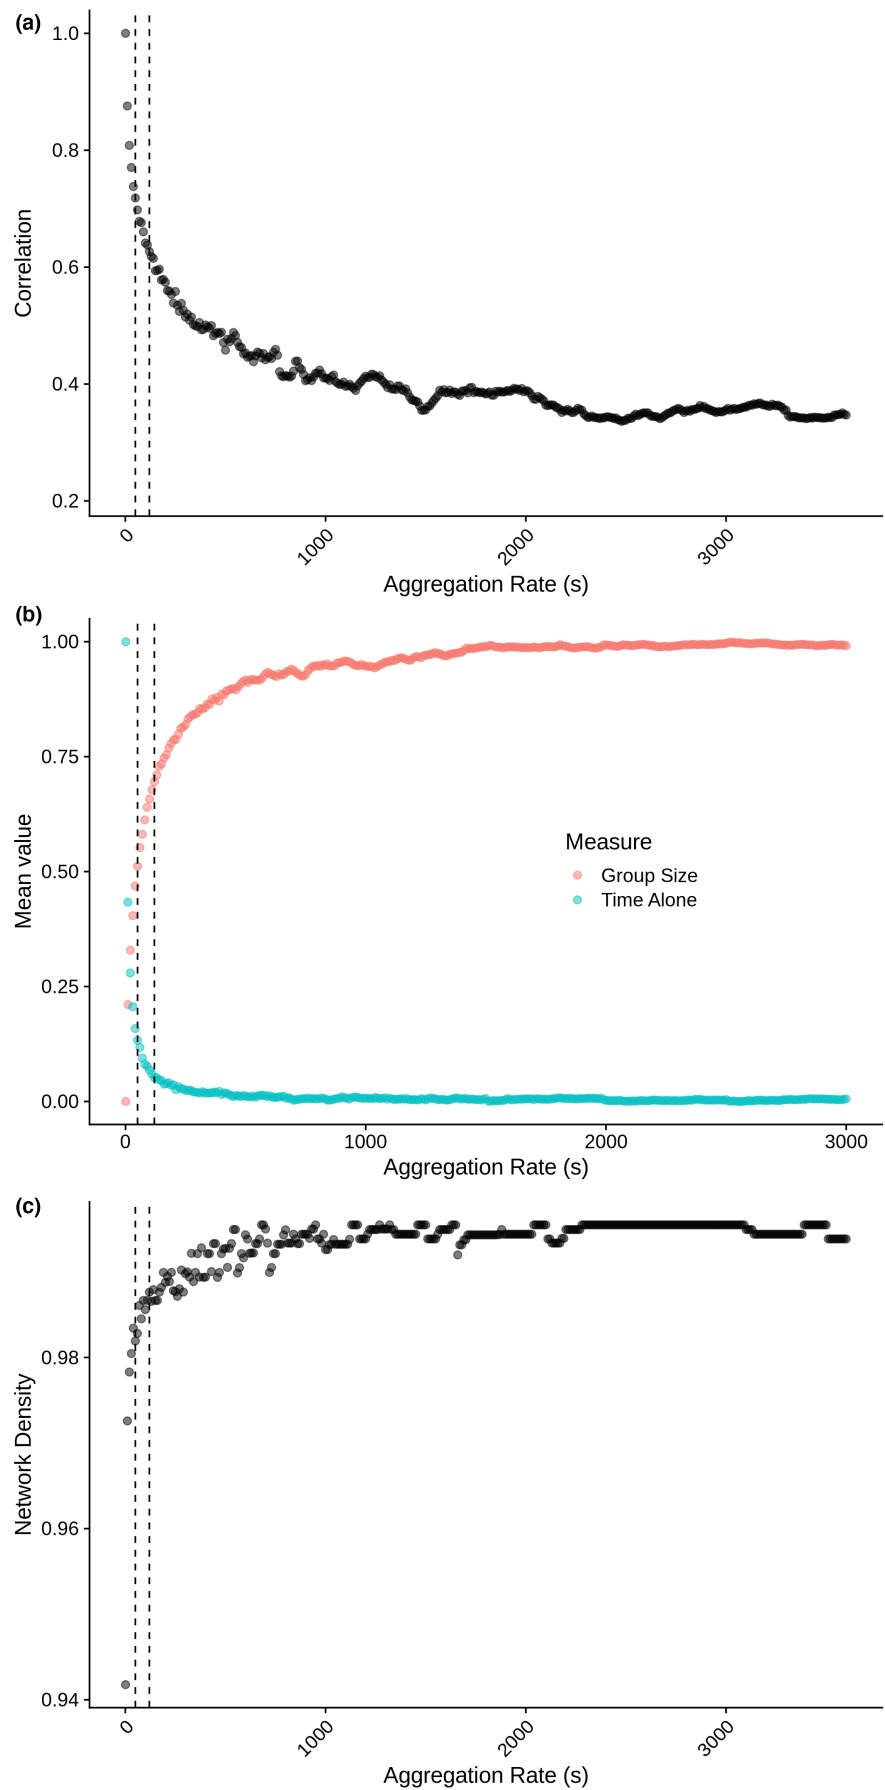 (a)
1.0
0.8
0.6
0.4
0.2
Correlation
0
1000
2000
3000
Aggregation Rate (s)
(b)
1.00
0.75
0.50
0.25
0.00
Mean value
Measure
Group Size
Time Alone
0
1000
2000
3000
Aggregation Rate (s)
(c)
0.98
0.96
0.94
Network Density
0
1000
2000
3000
Aggregation Rate (s)